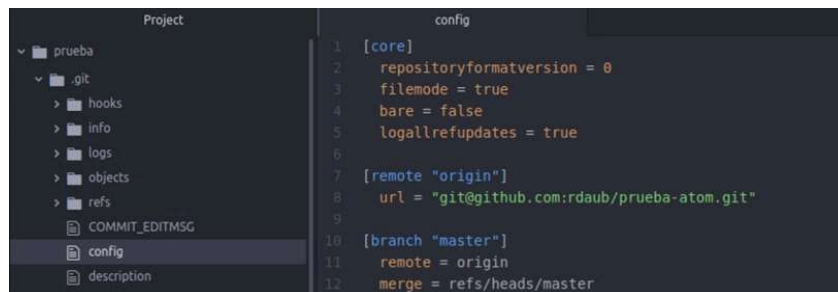 Project
prueba
.git
hooks
info
logs
objects
refs
COMMIT_EDITMSG
config
description
config
1 [core]
2 repositoryformatversion = 0
3 filemode = true
4 bare = false
5 logallrefupdates = true
6
7 [remote "origin"]
8 url = "git@github.com:rdaub/prueba-atom.git"
9
10 [branch "master"]
11 remote = origin
12 merge = refs/heads/master